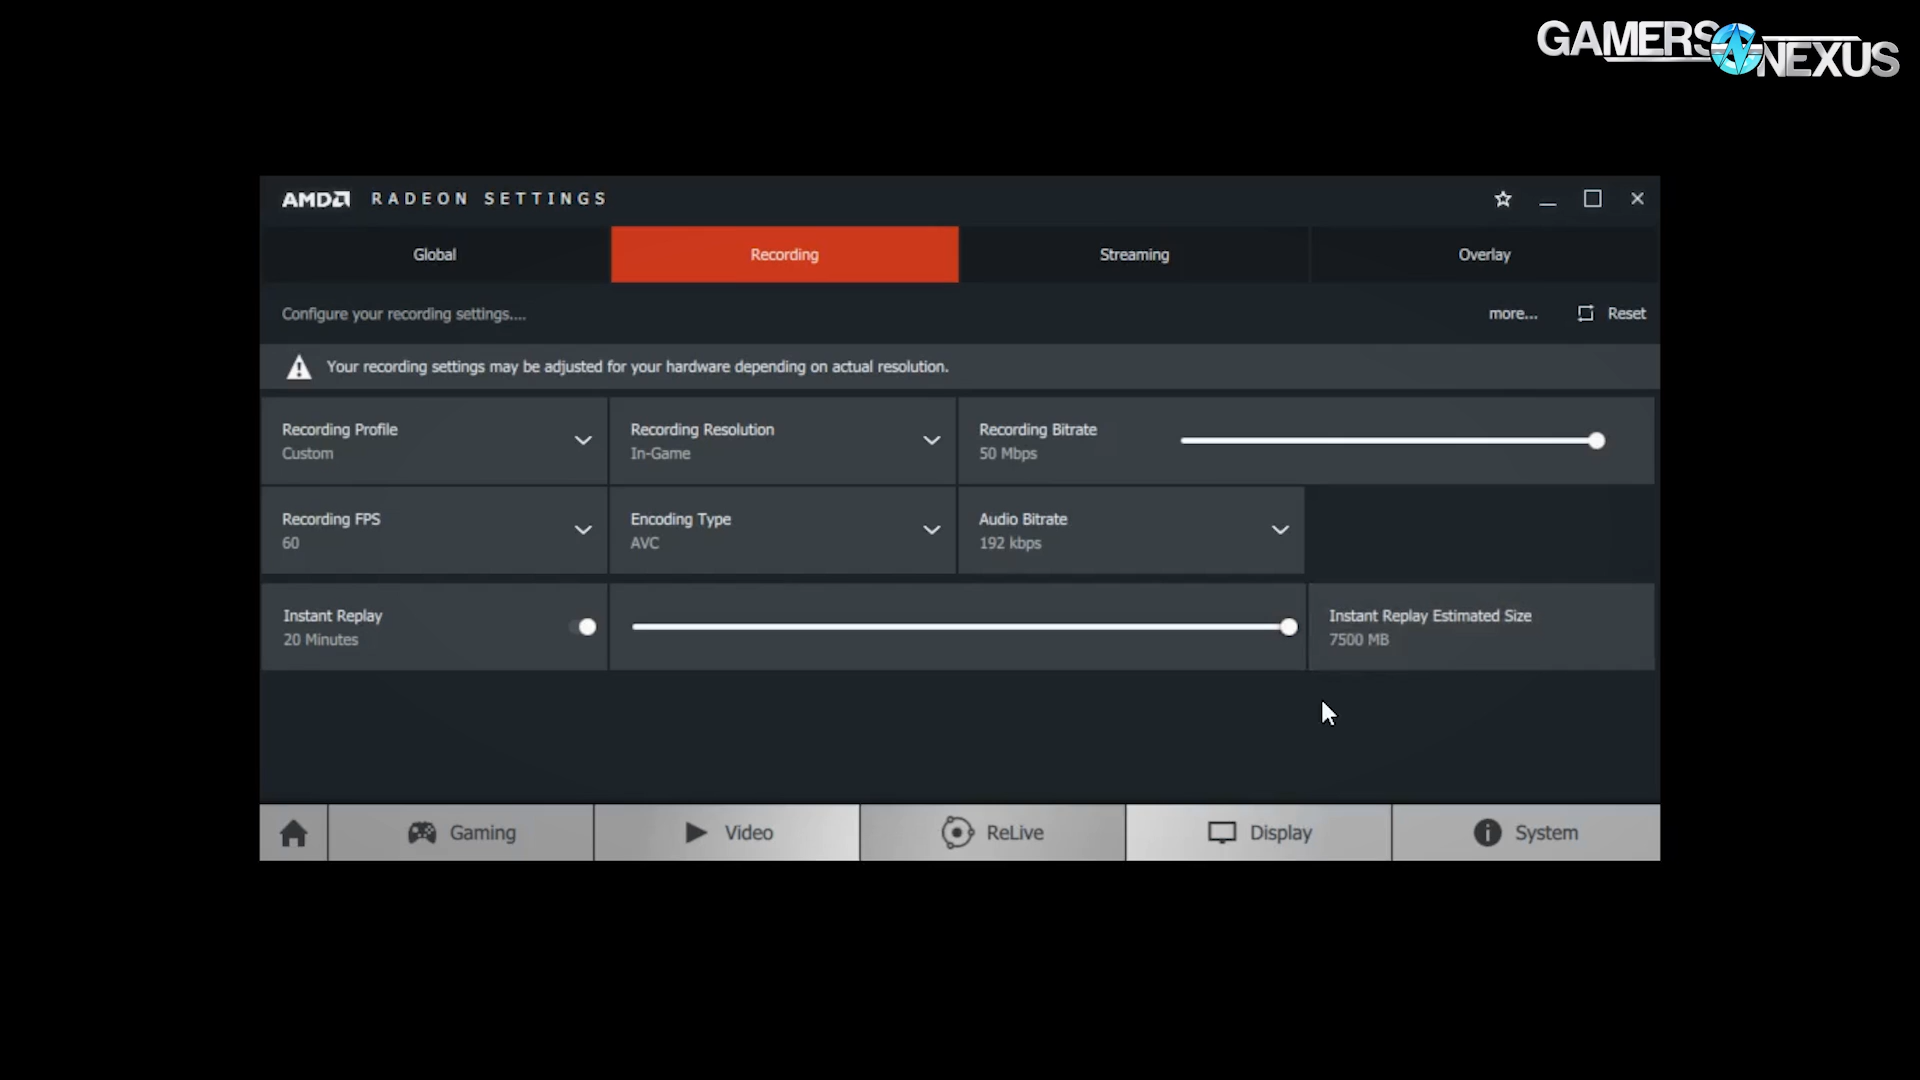 GAMERS NEXUS
AMD RADEON SETTINGS
Global Recording Streaming Overlay
Configure your recording settings.... more... Reset
Your recording settings may be adjusted for your hardware depending on actual resolution.
Recording Profile Recording Resolution Recording Bitrate
Custom In-Game 50 Mbps
Recording FPS Encoding Type Audio Bitrate
60 AVC 192 kbps
Instant Replay Instant Replay Estimated Size
20 Minutes 7500 MB
Gaming Video ReLive Display System